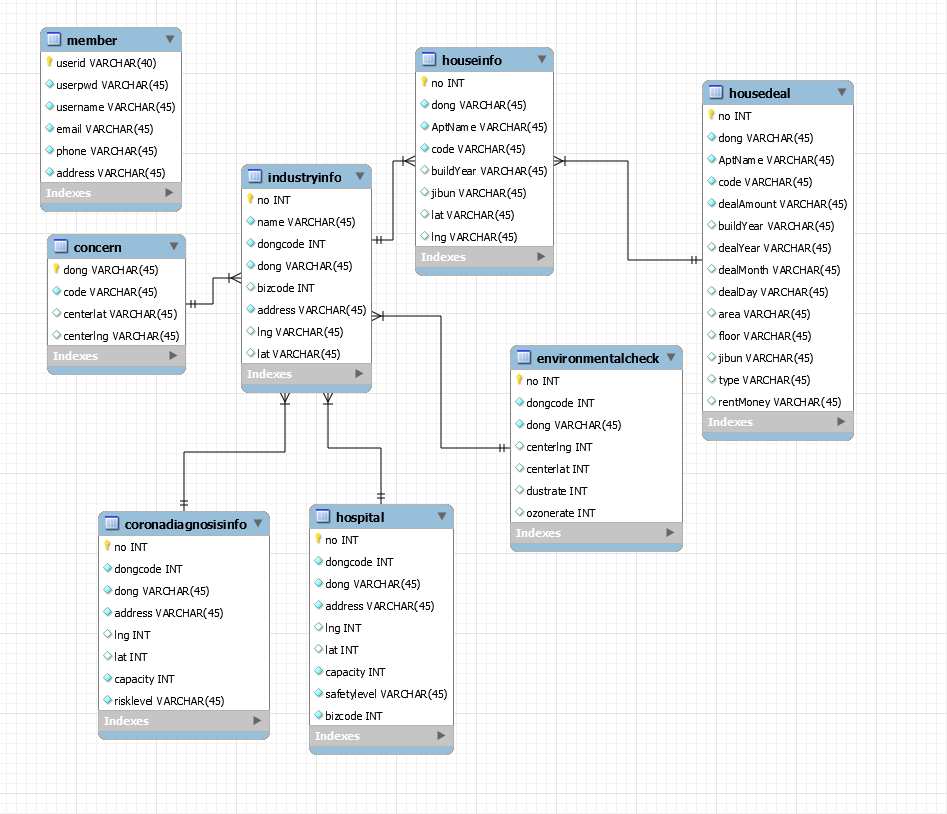 member
userid VARCHAR(40)
userpwd VARCHAR(45)
username VARCHAR(45)
email VARCHAR(45)
phone VARCHAR(45)
address VARCHAR(45)
Indexes
concern
dong VARCHAR(45)
code VARCHAR(45)
centerlat VARCHAR(45)
centerlng VARCHAR(45)
Indexes
industryinfo
no INT
name VARCHAR(45)
dongcode INT
dong VARCHAR(45)
bizcode INT
address VARCHAR(45)
lng VARCHAR(45)
lat VARCHAR(45)
Indexes
houseinfo
no INT
dong VARCHAR(45)
AptName VARCHAR(45)
code VARCHAR(45)
buildYear VARCHAR(45)
jibun VARCHAR(45)
lat VARCHAR(45)
lng VARCHAR(45)
Indexes
housedeal
no INT
dong VARCHAR(45)
AptName VARCHAR(45)
code VARCHAR(45)
dealAmount VARCHAR(45)
buildYear VARCHAR(45)
dealYear VARCHAR(45)
dealMonth VARCHAR(45)
dealDay VARCHAR(45)
area VARCHAR(45)
floor VARCHAR(45)
jibun VARCHAR(45)
type VARCHAR(45)
rentMoney VARCHAR(45)
Indexes
environmentalcheck
no INT
dongcode INT
dong VARCHAR(45)
centerlng INT
centerlat INT
dustrate INT
ozonerate INT
Indexes
coronadiagnosisinfo
no INT
dongcode INT
dong VARCHAR(45)
address VARCHAR(45)
lng INT
lat INT
capacity INT
risklevel VARCHAR(45)
Indexes
hospital
no INT
dongcode INT
dong VARCHAR(45)
address VARCHAR(45)
lng INT
lat INT
capacity INT
safetylevel VARCHAR(45)
bizcode INT
Indexes